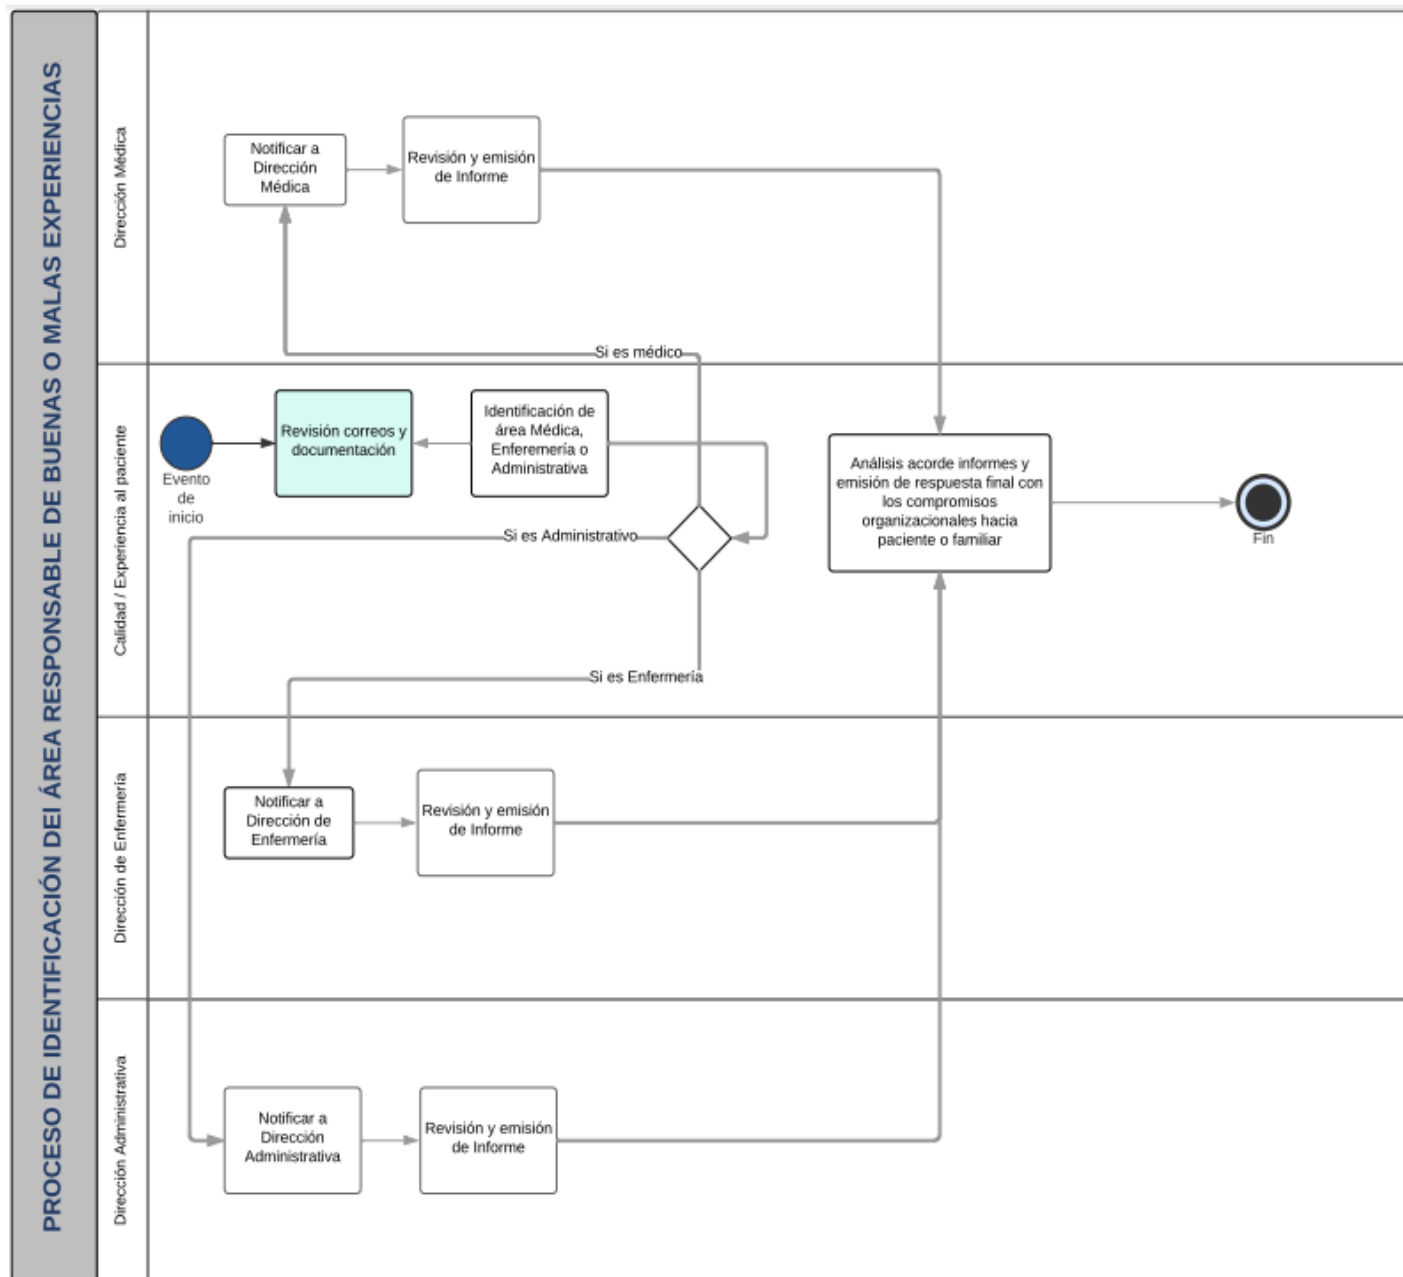 PROCESO DE IDENTIFICACIÓN DEl ÁREA RESPONSABLE DE BUENAS O MALAS EXPERIENCIAS
Dirección Médica
Notificar a
Dirección
Médica
Revisión y emisión
de Informe
Si es médico
Calidad / Experiencia al paciente
Evento
de
inicio
Revisión correos y
documentación
Identificación de
área Médica,
Enferemería o
Administrativa
Si es Administrativo
Si es Enfermería
Análisis acorde informes y
emisión de respuesta final con
los compromisos
organizacionales hacia
paciente o familiar
Fin
Dirección de Enfermería
Notificar a
Dirección de
Enfermería
Revisión y emisión
de Informe
Dirección Administrativa
Notificar a
Dirección
Administrativa
Revisión y emisión
de Informe